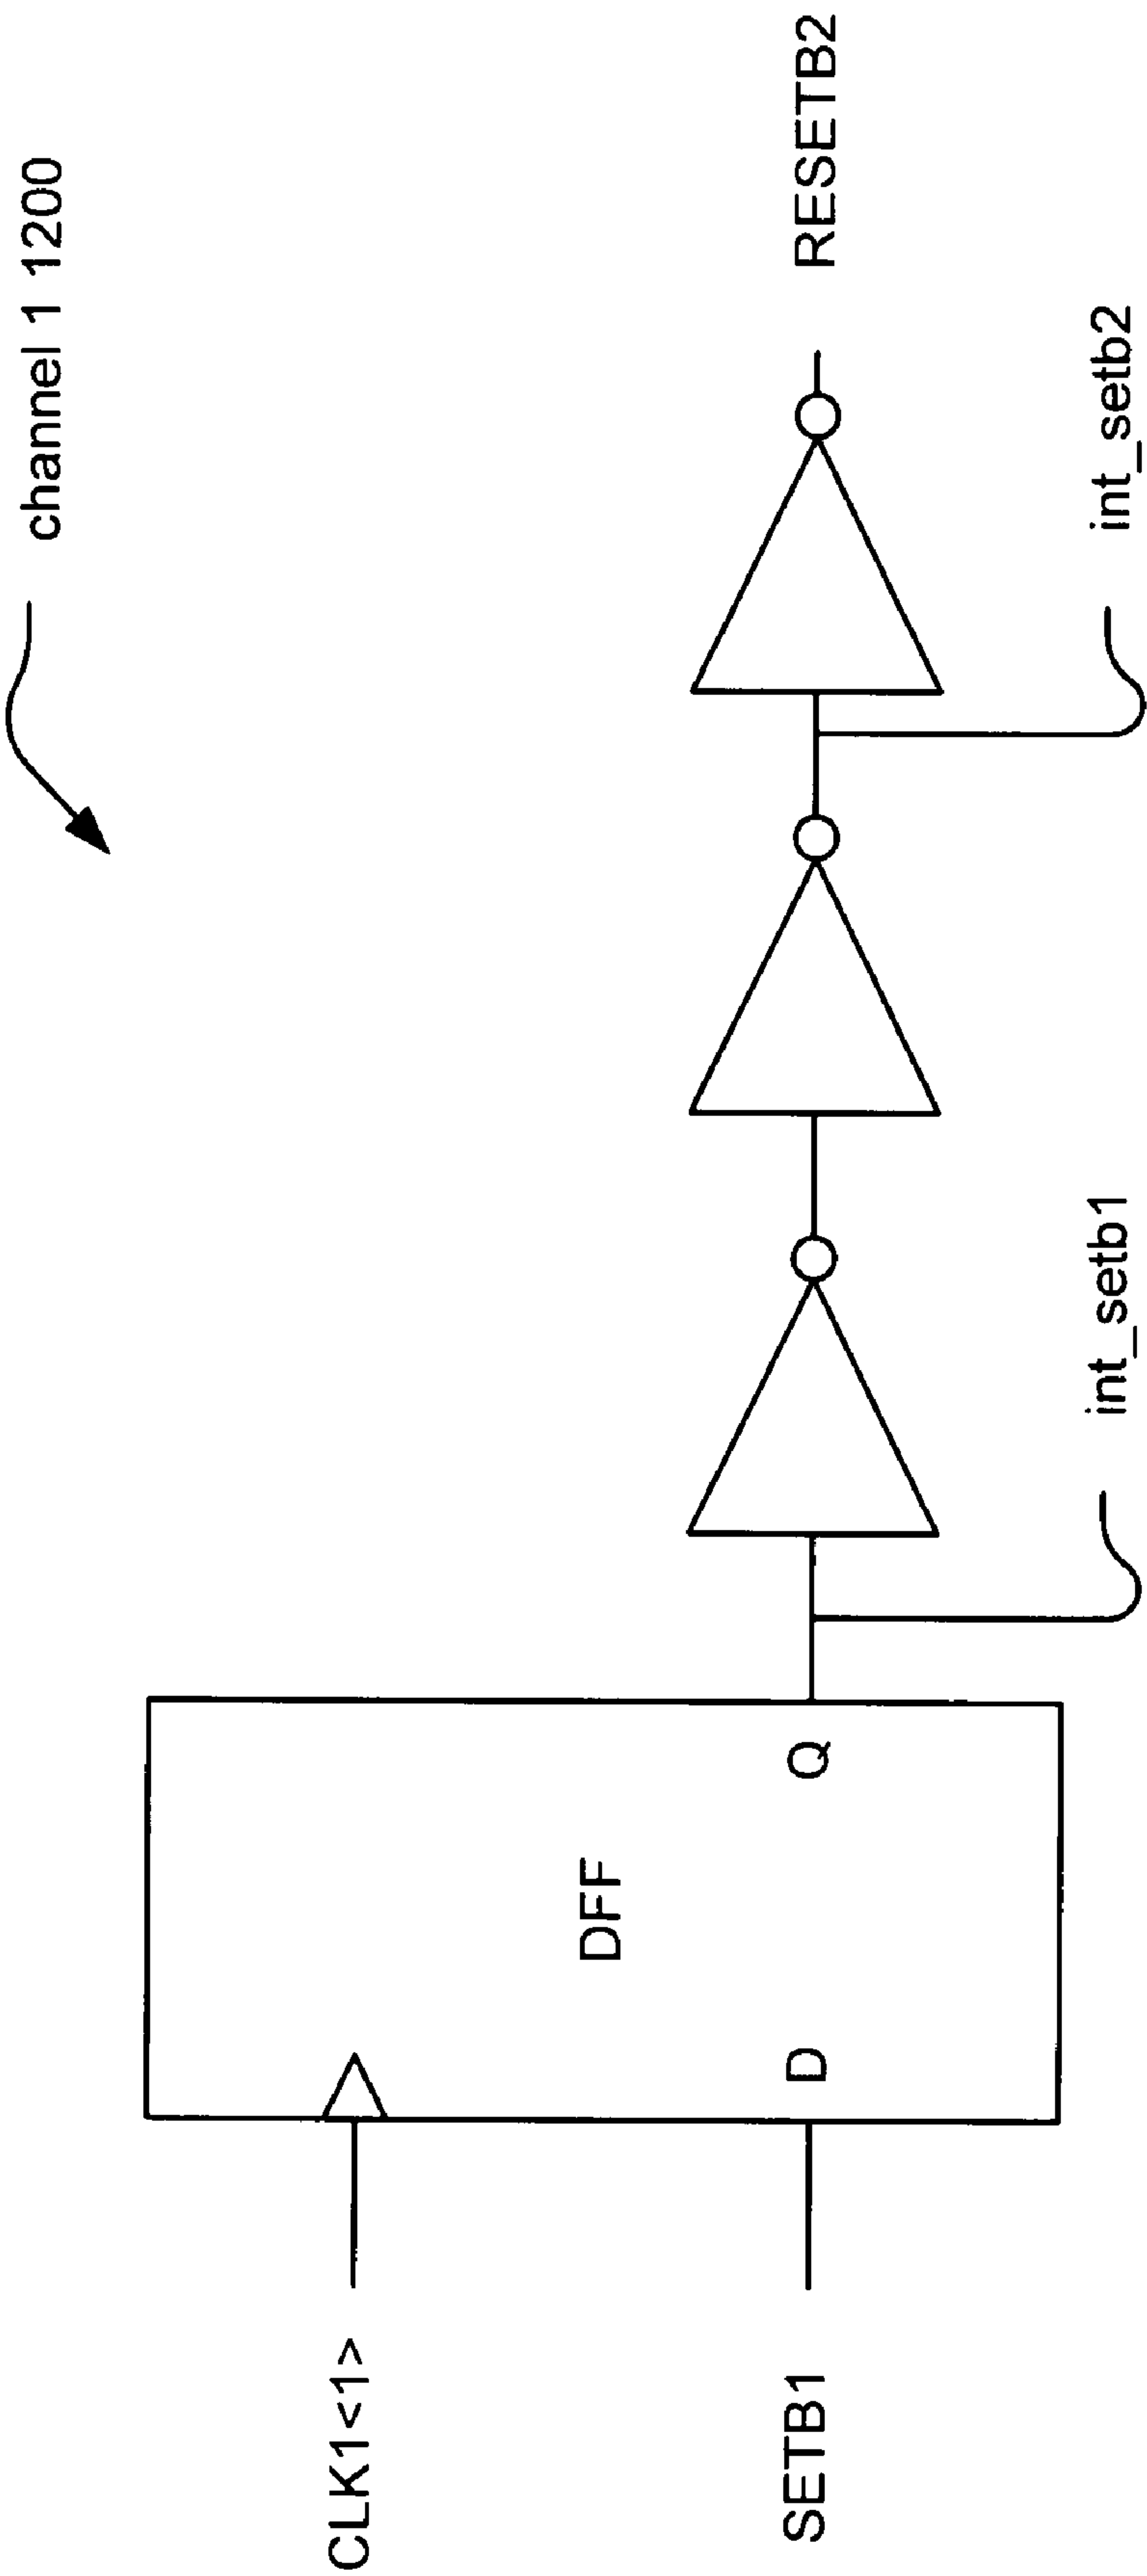 channel 1 1200
CLK1<1>
DFF
SETB1
D
Q
RESETB2
int_setb1
int_setb2